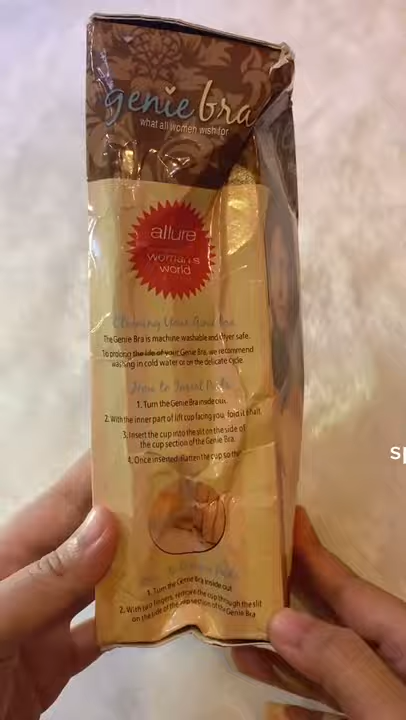 genie bra
what all women wish for
allure
woman's
world
Cleaning Your Genie Bra
The Genie Bra is machine washable and dryer safe.
To prolong the life of your Genie Bra, we recommend
washing in cold water or on the delicate cycle
How to Insert Pads
1. Turn the Genie Bra inside out.
2. With the inner part of lift cup facing you, fold it in half.
3. Insert the cup into the slit on the side of
the cup section of the Genie Bra.
4. Once inserted, flatten the cup so th
1. Turn the Genie Bra inside out
2. With two fingers, remove the cup through the slit
on the side of the cup section of the Genie Bra
sp